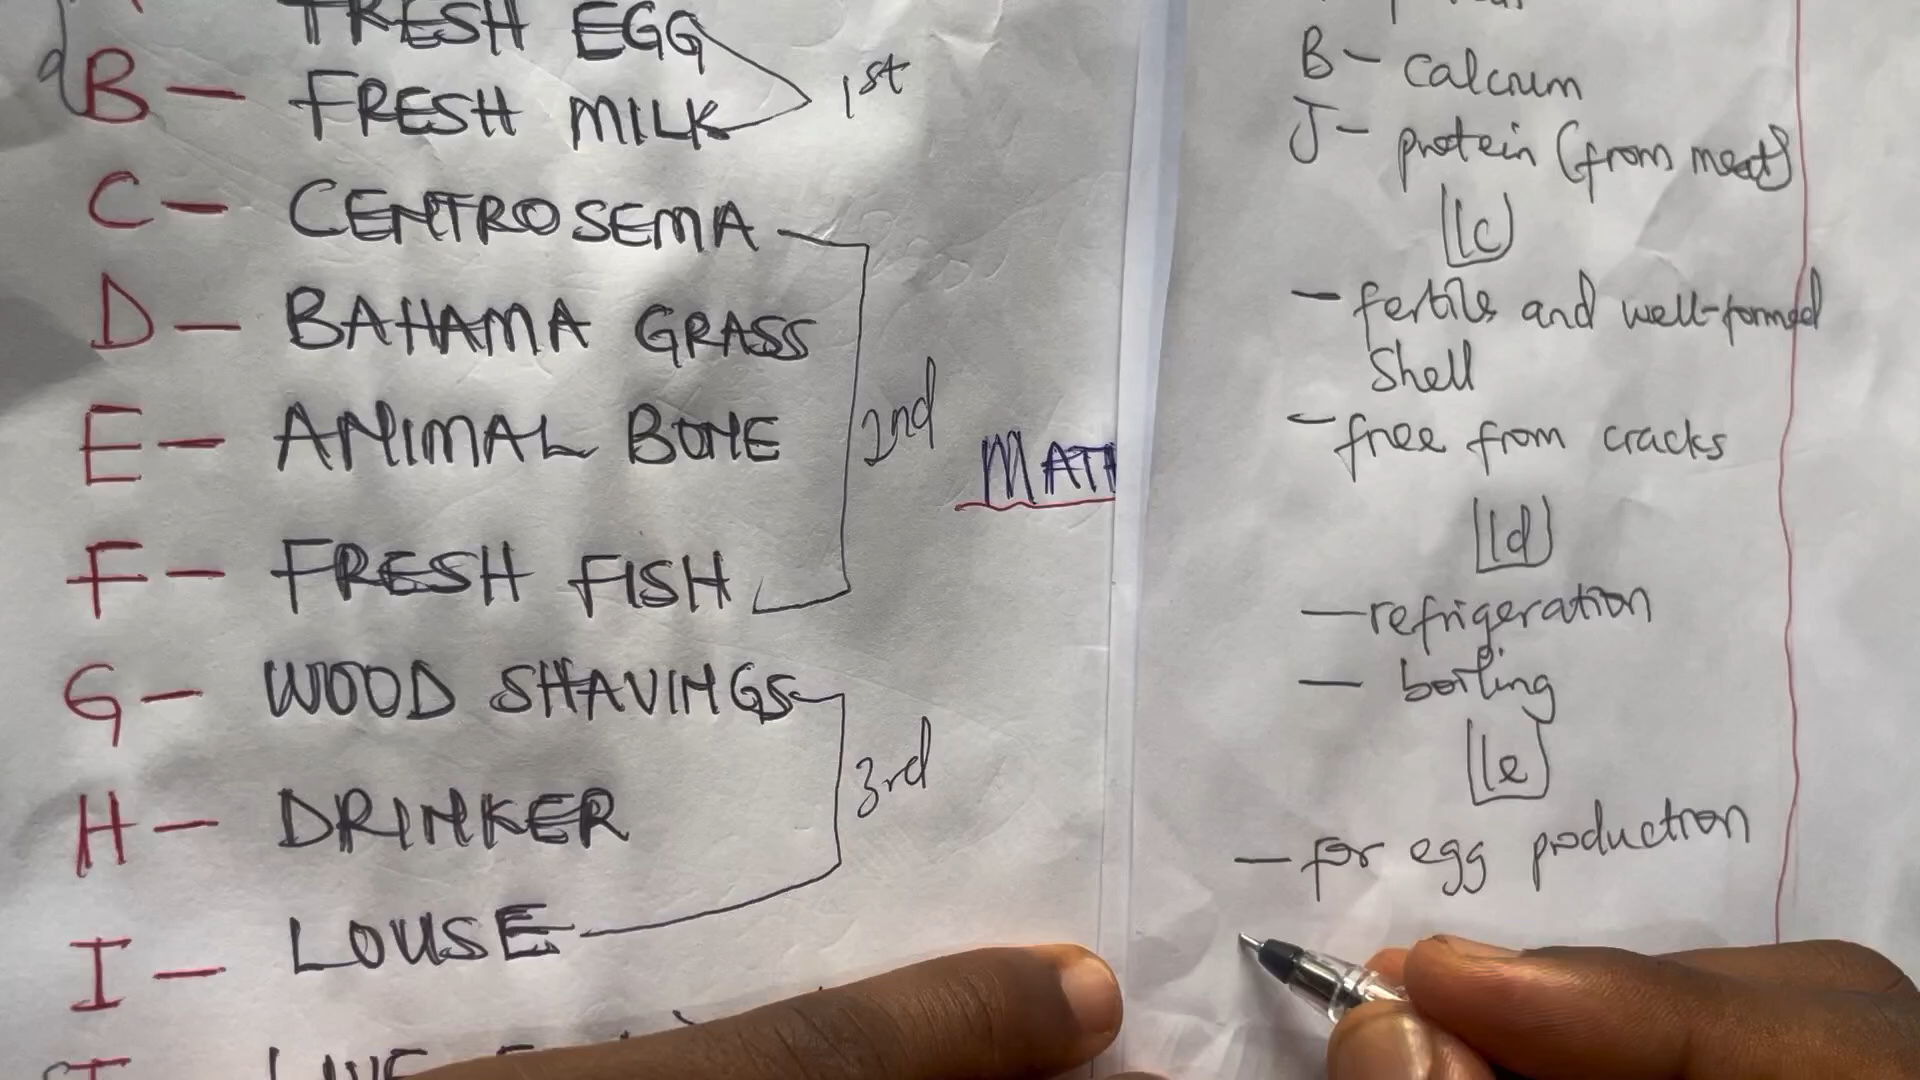 FRESH EGG
B - FRESH MILK
1st
C - CENTROSEMA
D - BAHAMA GRASS
E - ANIMAL BONE
F - FRESH FISH
2nd
G - WOOD SHAVINGS
H - DRINKER
I - LOUSE
3rd
MATH
B - calcium
J - protein (from meat)
1c
- fertile and well-formed
shell
- free from cracks
1d
- refrigeration
- boiling
1e
- for egg production